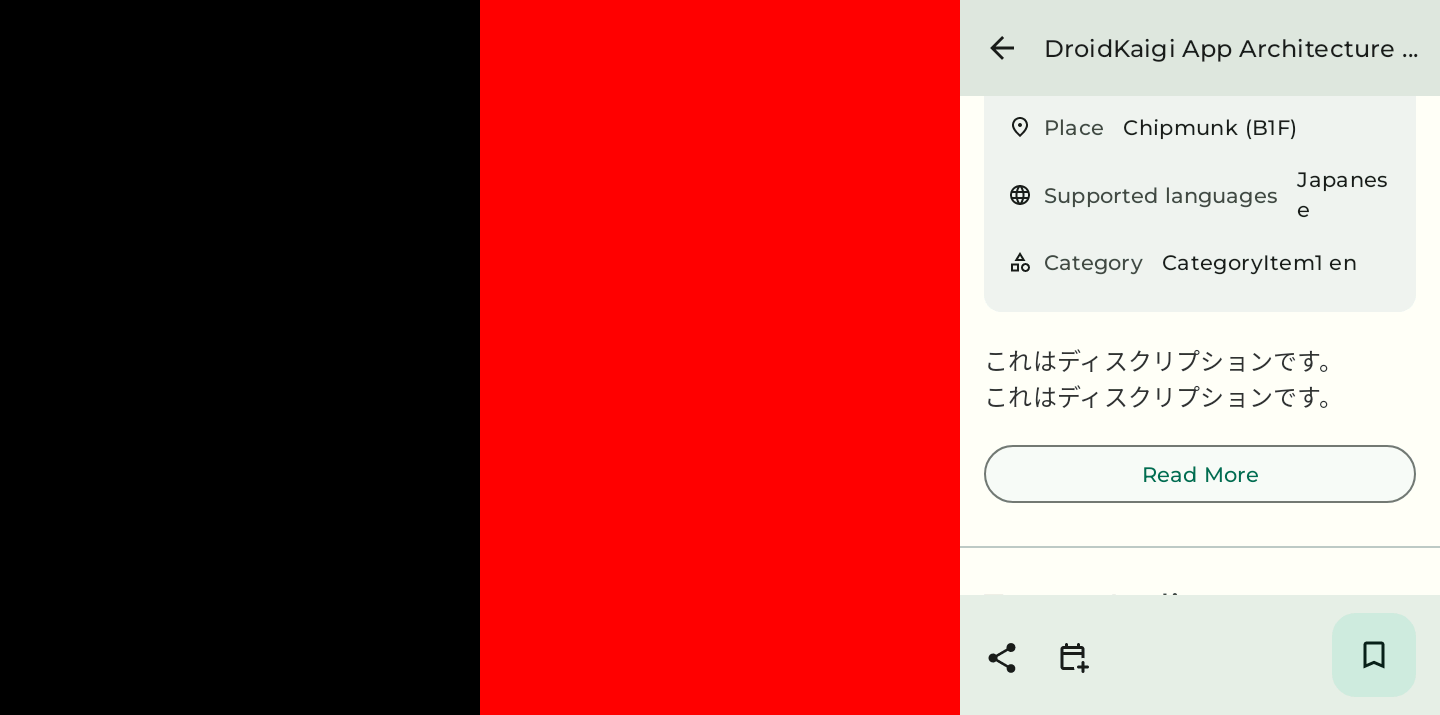 DroidKaigi App Architecture ...
Place Chipmunk (B1F)
Supported languages Japanes
e
Category CategoryItem1 en
これはディスクリプションです。
これはディスクリプションです。
Read More